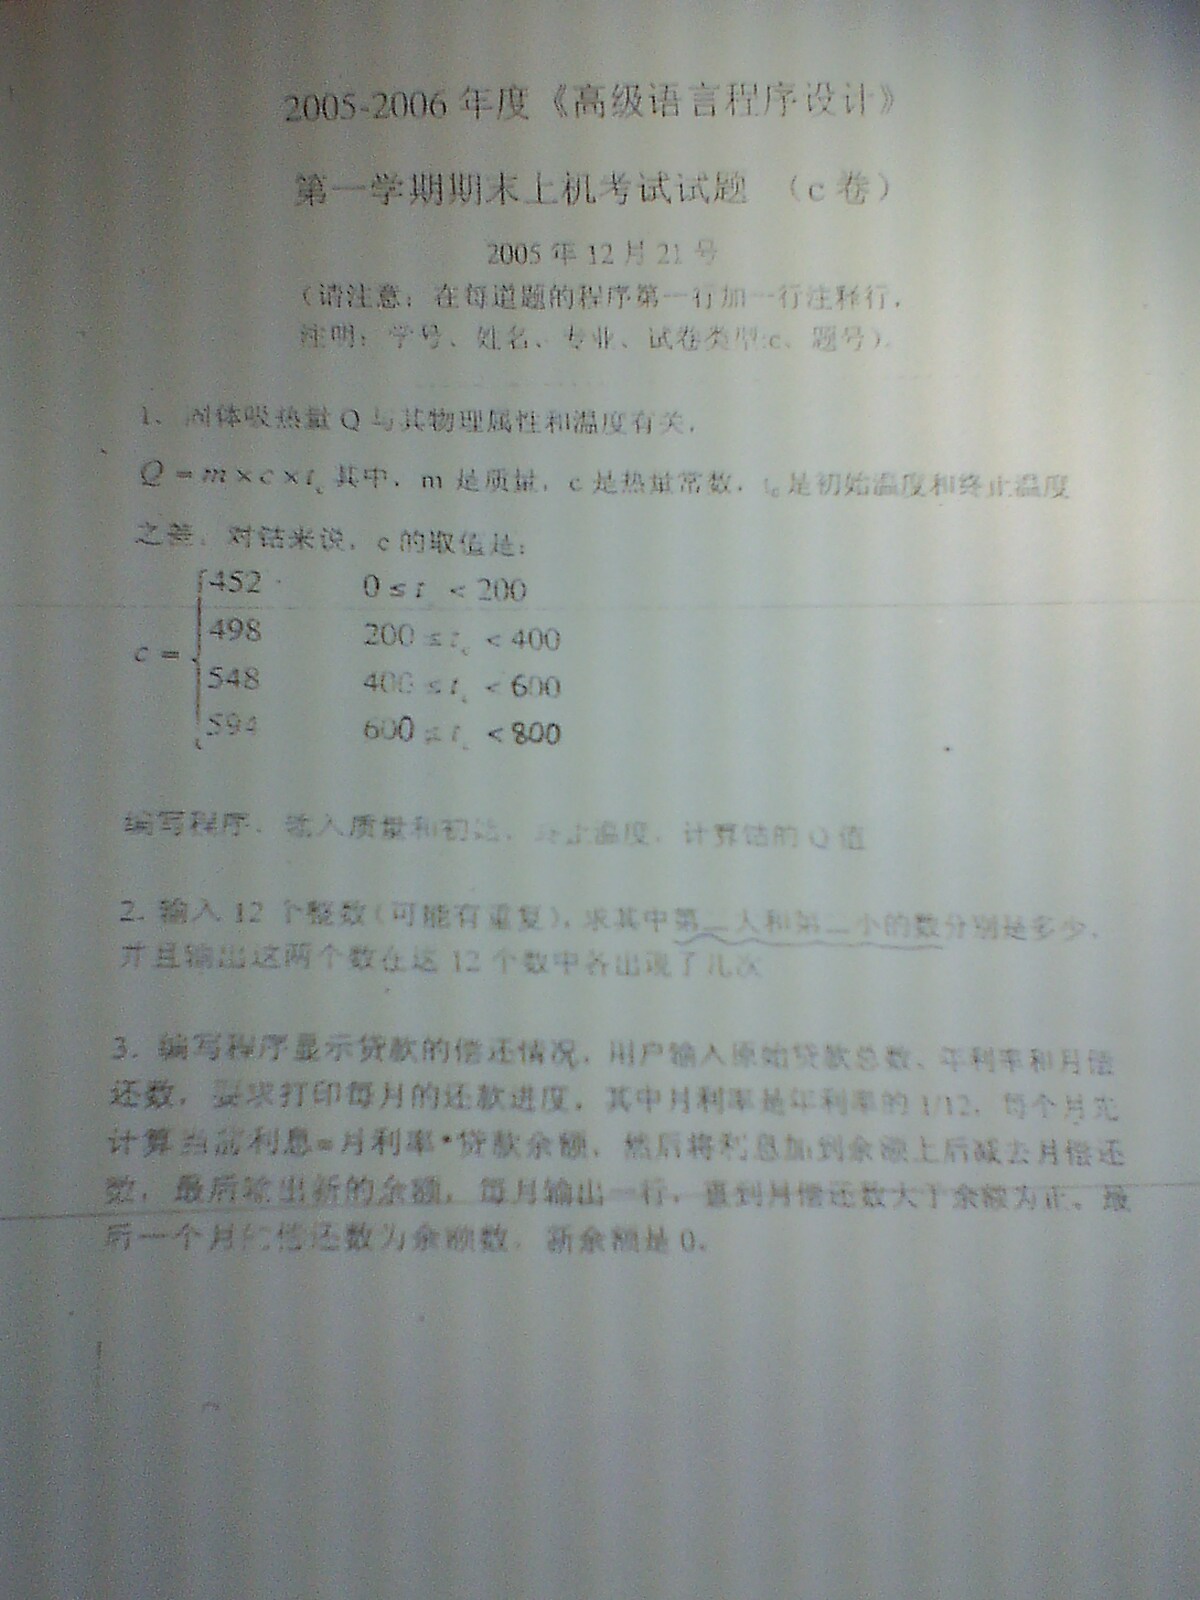 2005-2006 年度《高级语言程序设计》
第一学期期末上机考试试题 （c 卷）
2005 年 12 月 21 号
（请注意：在每道题的程序第一行加一行注释行，
注明：学号、姓名、专业、试卷类型:c、题号）。
1、固体吸热量 Q 与其物理属性和温度有关，
Q = m × c × t_c 其中，m 是质量，c 是热量常数，t_c 是初始温度和终止温度
之差，对钴来说，c 的取值是：
452 0 ≤ t < 200
498 200 ≤ t_c < 400
c =
548 400 ≤ t_c < 600
594 600 ≤ t_c < 800
编写程序，输入质量和初始、终止温度，计算钴的 Q 值
2. 输入 12 个整数（可能有重复），求其中第二大和第二小的数分别是多少，
并且输出这两个数在这 12 个数中各出现了几次
3. 编写程序显示贷款的偿还情况，用户输入原始贷款总数、年利率和月偿
还数，要求打印每月的还款进度，其中月利率是年利率的 1/12，每个月先
计算当前利息=月利率*贷款余额，然后将利息加到余额上后减去月偿还
数，最后输出新的余额，每月输出一行，直到月偿还数大于余额为止。最
后一个月的偿还数为余额数，新余额是 0。